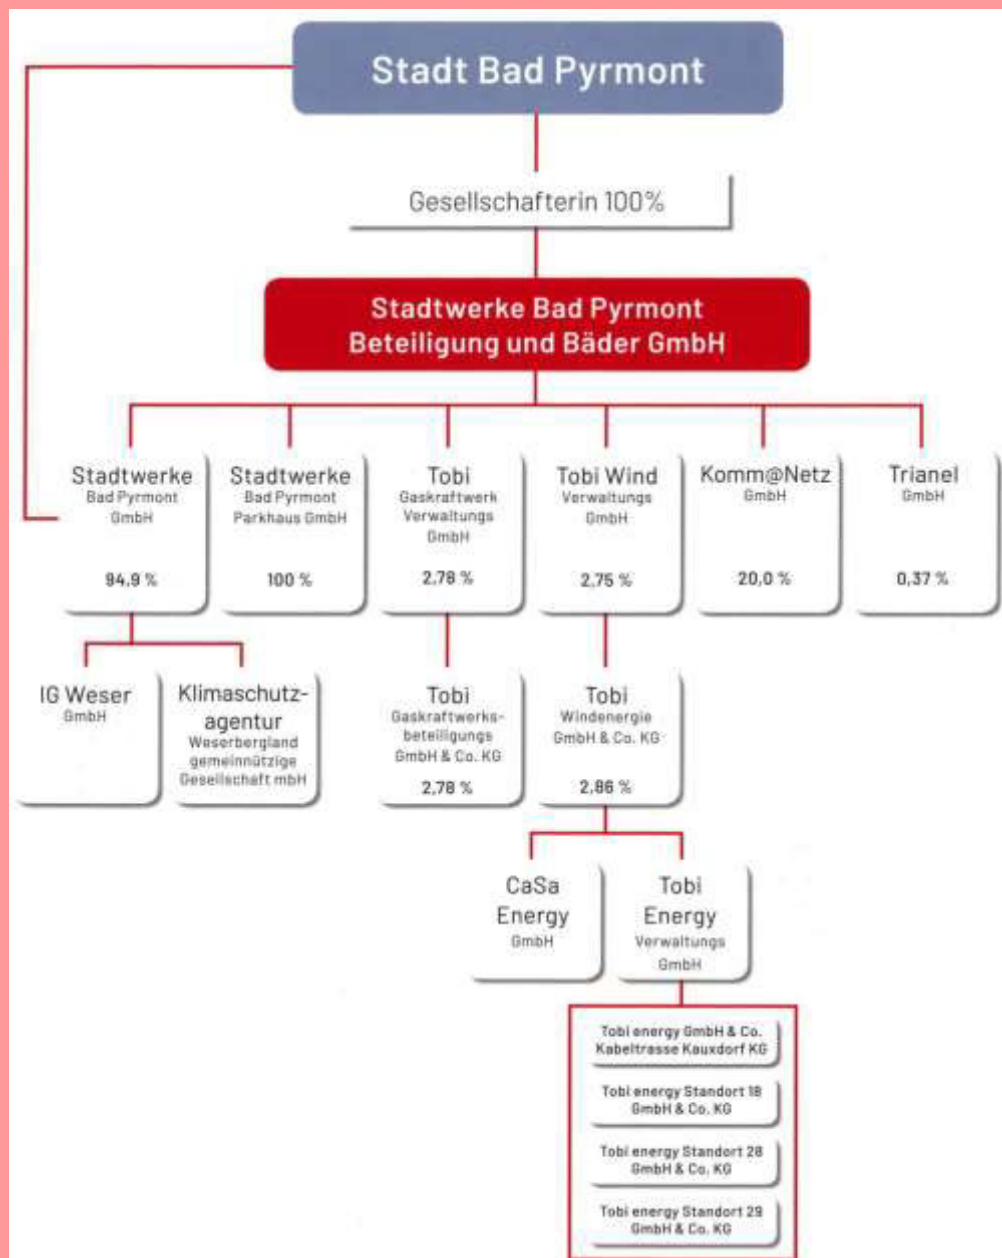 Stadt Bad Pyrmont
Gesellschafterin 100%
Stadtwerke Bad Pyrmont
Beteiligung und Bäder GmbH
Stadtwerke
Bad Pyrmont
GmbH
94,9 %
Stadtwerke
Bad Pyrmont
Parkhaus GmbH
100 %
Tobi
Gaskraftwerk
Verwaltungs
GmbH
2,78 %
Tobi Wind
Verwaltungs
GmbH
2,75 %
Komm@Netz
GmbH
20,0 %
Trianel
GmbH
0,37 %
IG Weser
GmbH
Klimaschutz-
agentur
Weserbergland
gemeinnützige
Gesellschaft mbH
Tobi
Gaskraftwerks-
beteiligungs
GmbH & Co. KG
2,78 %
Tobi
Windenergie
GmbH & Co. KG
2,86 %
CaSa
Energy
GmbH
Tobi
Energy
Verwaltungs
GmbH
Tobi energy GmbH & Co.
Kabeltrasse Kauxdorf KG
Tobi energy Standort 18
GmbH & Co. KG
Tobi energy Standort 28
GmbH & Co. KG
Tobi energy Standort 29
GmbH & Co. KG